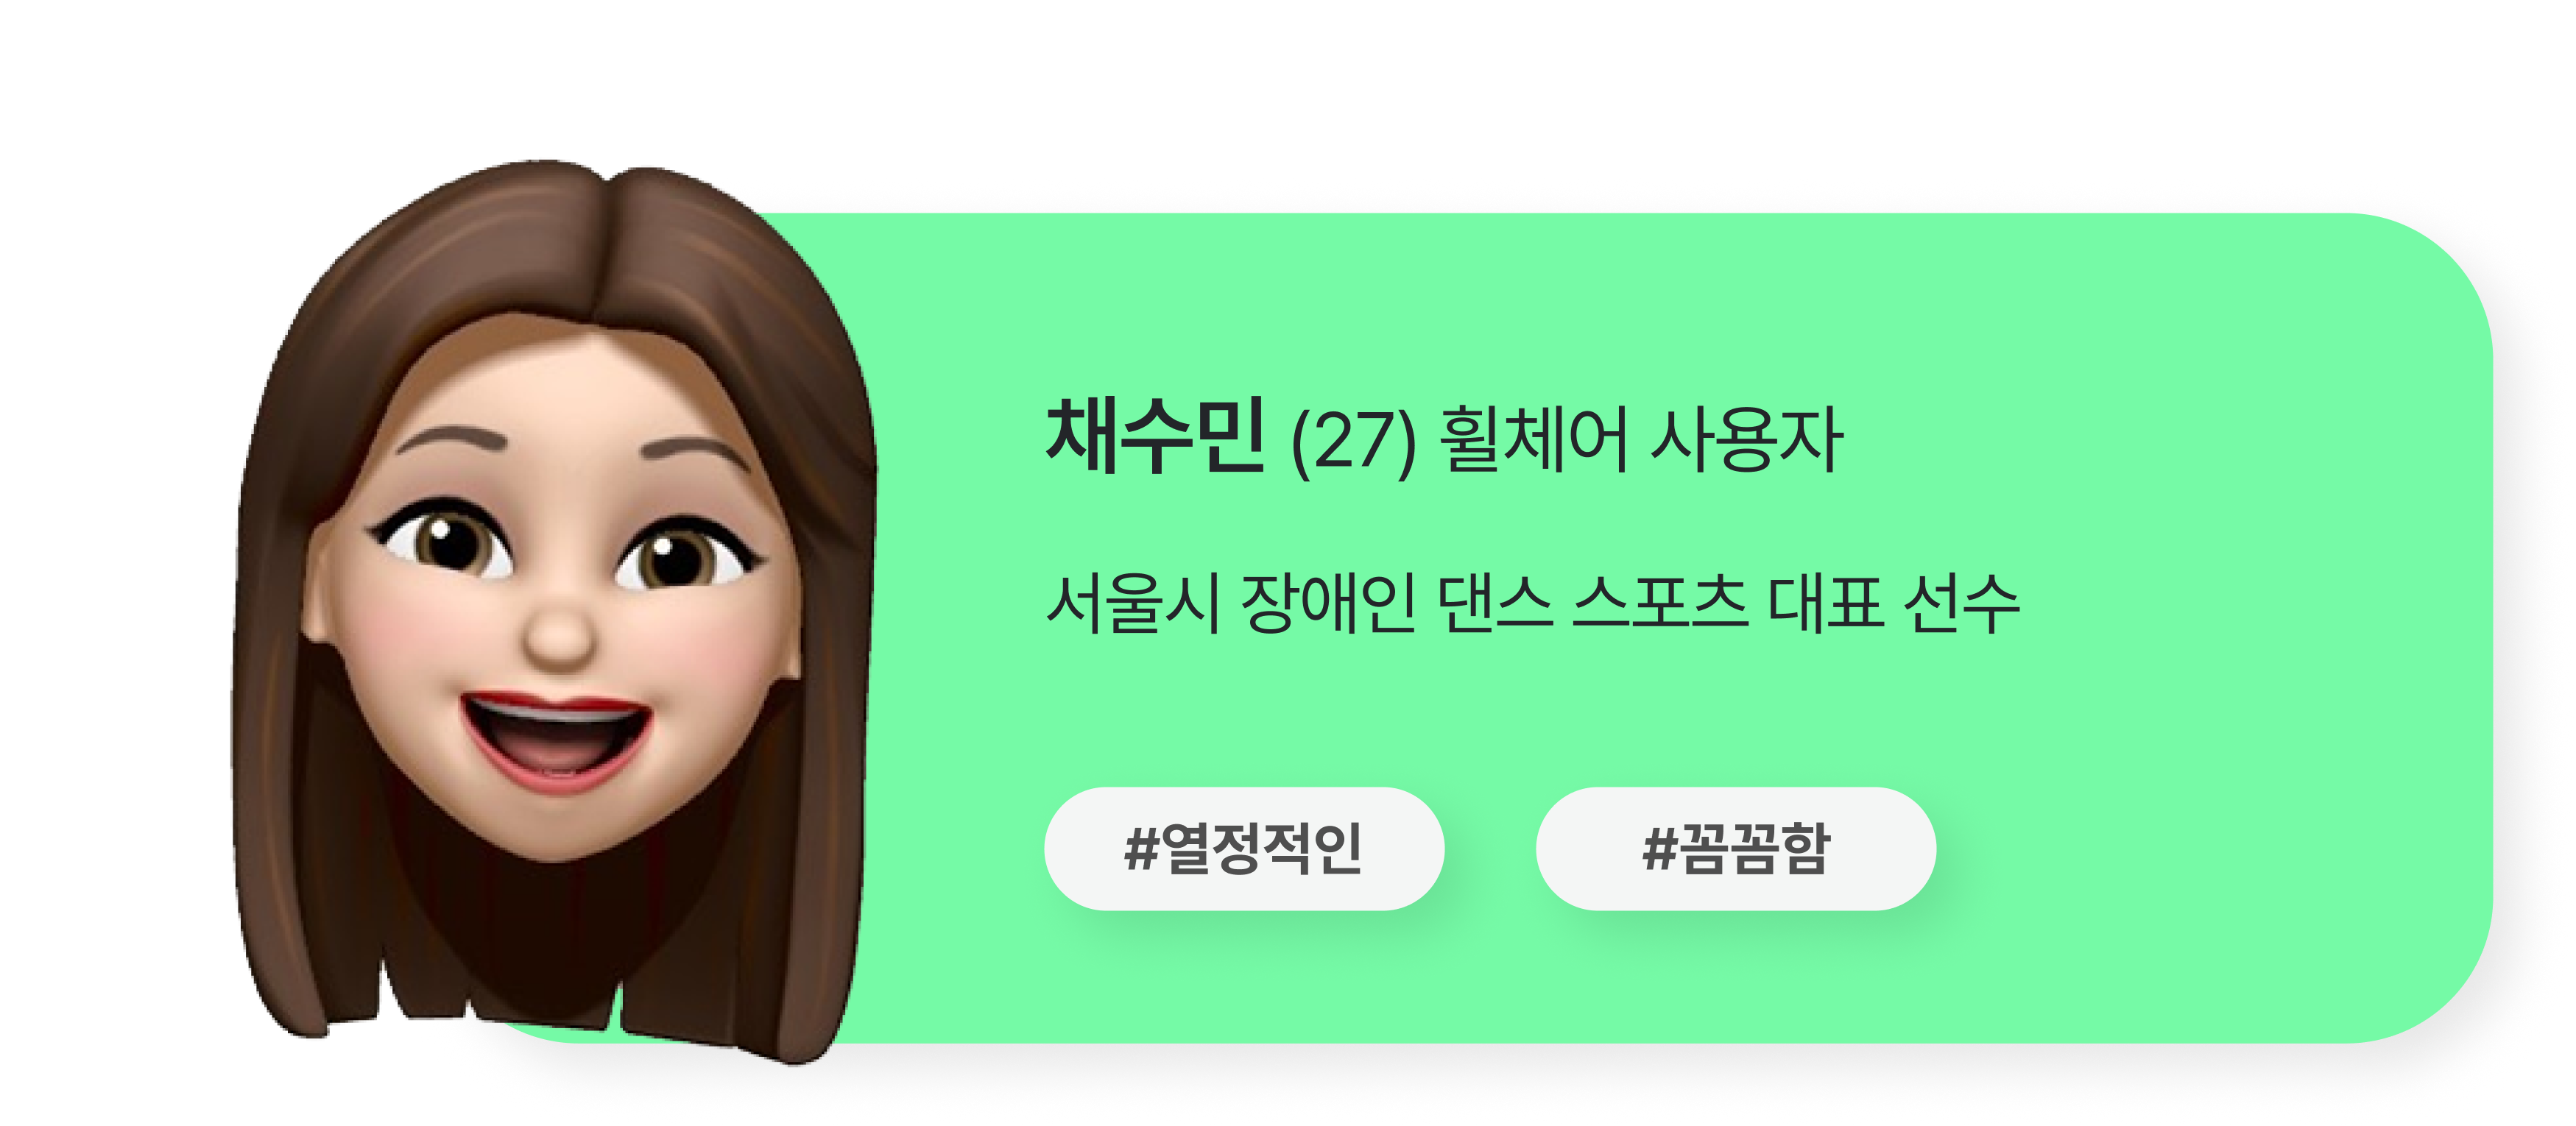 채수민 (27) 휠체어 사용자
서울시 장애인 댄스 스포츠 대표 선수
#열정적인 #꼼꼼함